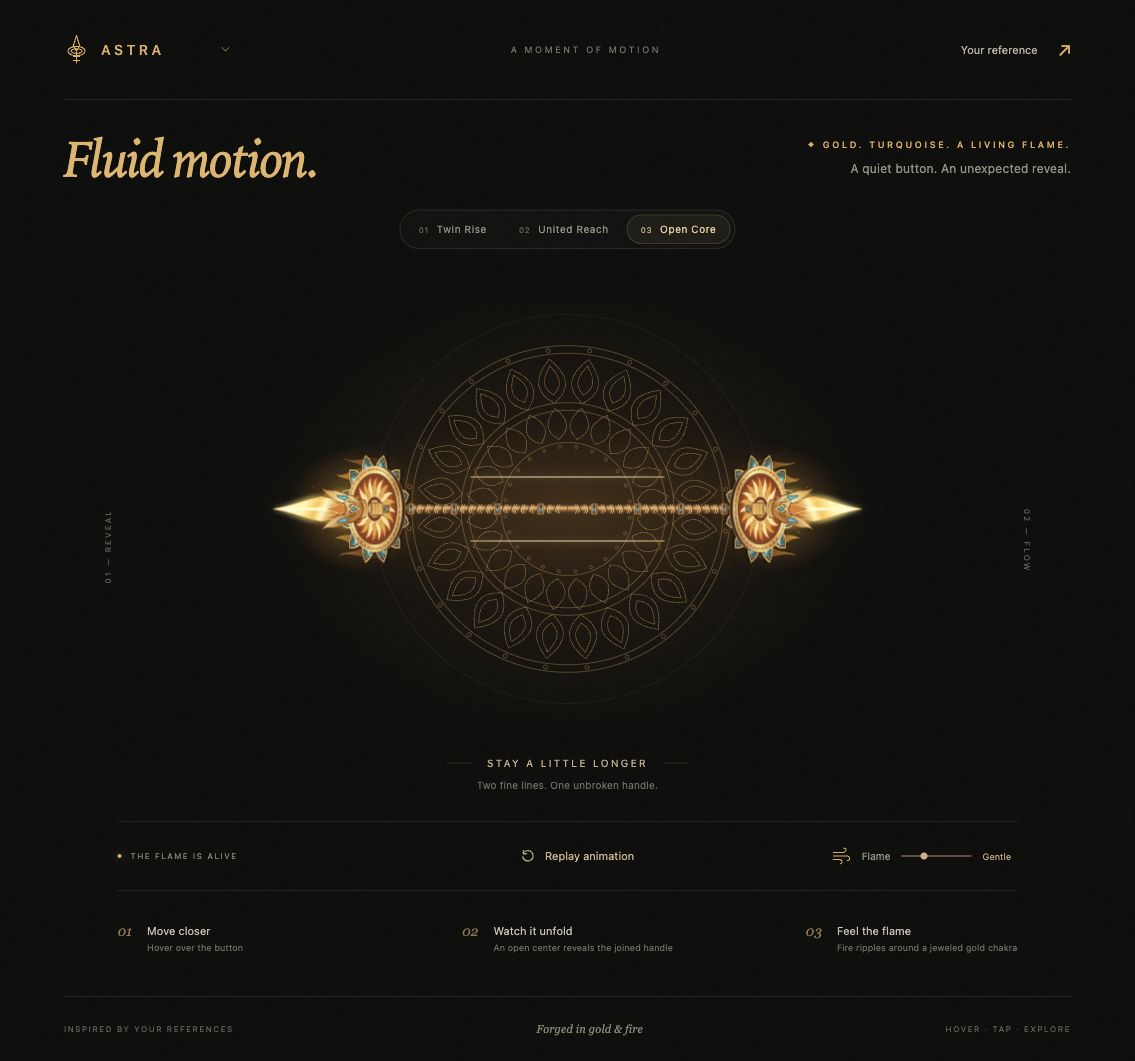 ASTRA
A MOMENT OF MOTION
Your reference
Fluid motion.
GOLD. TURQUOISE. A LIVING FLAME.
A quiet button. An unexpected reveal.
01 Twin Rise
02 United Reach
03 Open Core
01 — REVEAL
02 — FLOW
STAY A LITTLE LONGER
Two fine lines. One unbroken handle.
THE FLAME IS ALIVE
Replay animation
Flame
Gentle
01 Move closer
Hover over the button
02 Watch it unfold
An open center reveals the joined handle
03 Feel the flame
Fire ripples around a jeweled gold chakra
INSPIRED BY YOUR REFERENCES
Forged in gold & fire
HOVER · TAP · EXPLORE